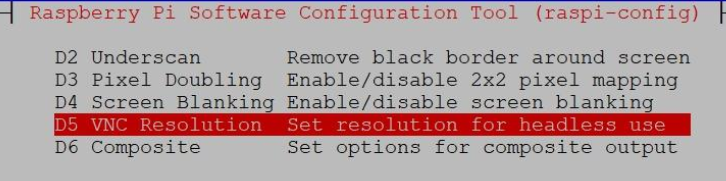 Raspberry Pi Software Configuration Tool (raspi-config)
D2 Underscan Remove black border around screen
D3 Pixel Doubling Enable/disable 2x2 pixel mapping
D4 Screen Blanking Enable/disable screen blanking
D5 VNC Resolution Set resolution for headless use
D6 Composite Set options for composite output